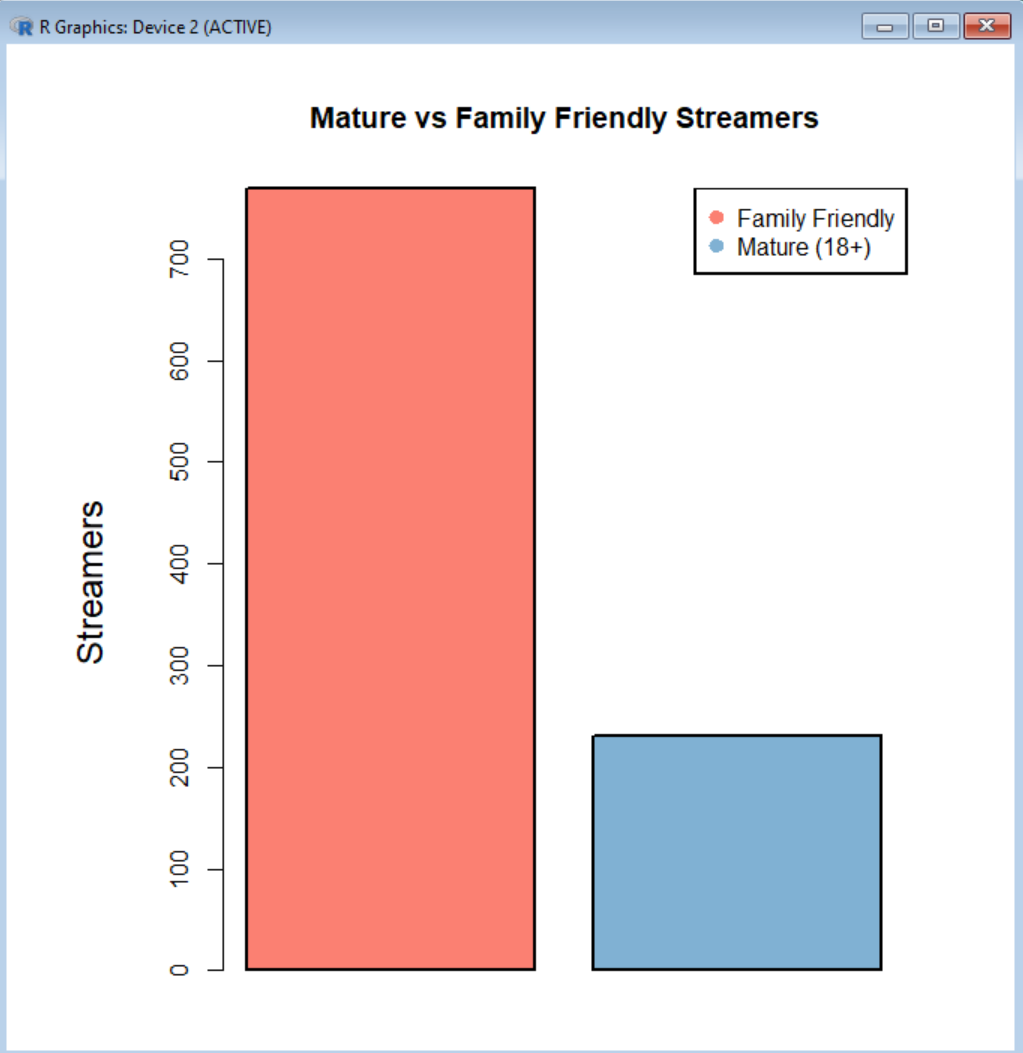 R Graphics: Device 2 (ACTIVE)
Mature vs Family Friendly Streamers
Family Friendly
Mature (18+)
Streamers
700
600
500
400
300
200
100
0